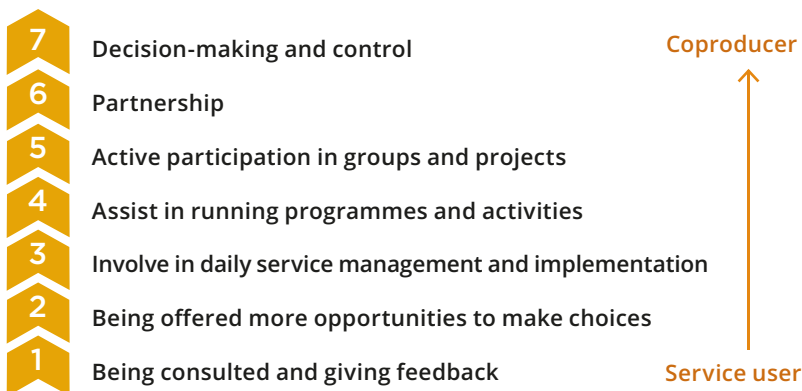 7 Decision-making and control Coproducer
6 Partnership
5 Active participation in groups and projects
4 Assist in running programmes and activities
3 Involve in daily service management and implementation
2 Being offered more opportunities to make choices
1 Being consulted and giving feedback Service user